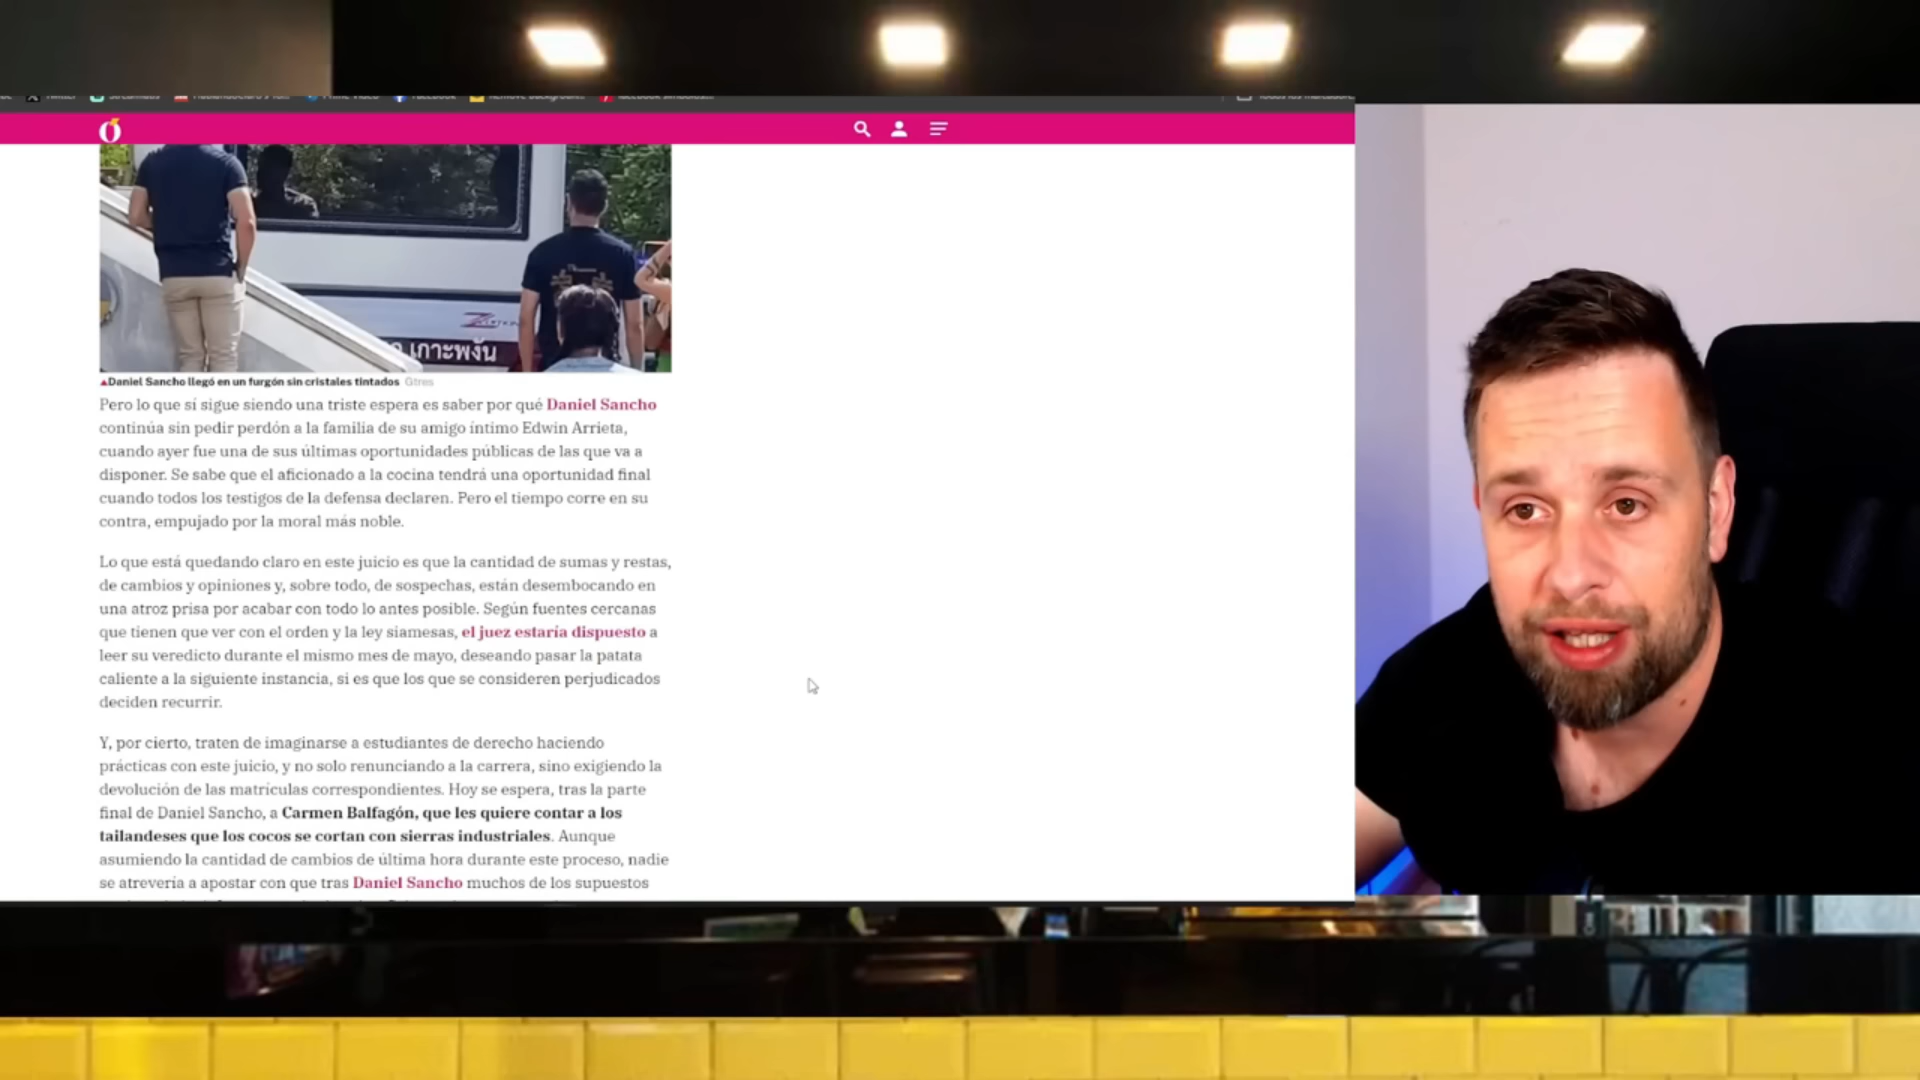 Twitter
Facebook
Todos los marcadores
Ó
เกาะพงัน
Daniel Sancho llegó en un furgón sin cristales tintados Gtres
Pero lo que sí sigue siendo una triste espera es saber por qué Daniel Sancho
continúa sin pedir perdón a la familia de su amigo íntimo Edwin Arrieta,
cuando ayer fue una de sus últimas oportunidades públicas de las que va a
disponer. Se sabe que el aficionado a la cocina tendrá una oportunidad final
cuando todos los testigos de la defensa declaren. Pero el tiempo corre en su
contra, empujado por la moral más noble.
Lo que está quedando claro en este juicio es que la cantidad de sumas y restas,
de cambios y opiniones y, sobre todo, de sospechas, están desembocando en
una atroz prisa por acabar con todo lo antes posible. Según fuentes cercanas
que tienen que ver con el orden y la ley siamesas, el juez estaría dispuesto a
leer su veredicto durante el mismo mes de mayo, deseando pasar la patata
caliente a la siguiente instancia, si es que los que se consideren perjudicados
deciden recurrir.
Y, por cierto, traten de imaginarse a estudiantes de derecho haciendo
prácticas con este juicio, y no solo renunciando a la carrera, sino exigiendo la
devolución de las matrículas correspondientes. Hoy se espera, tras la parte
final de Daniel Sancho, a Carmen Balfagón, que les quiere contar a los
tailandeses que los cocos se cortan con sierras industriales. Aunque
asumiendo la cantidad de cambios de última hora durante este proceso, nadie
se atrevería a apostar con que tras Daniel Sancho muchos de los supuestos